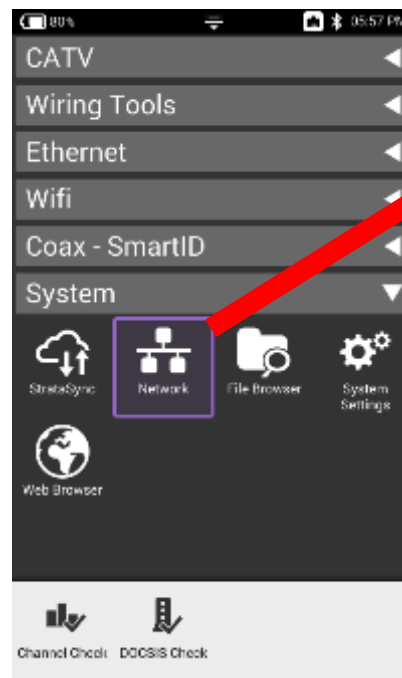 80% 05:57 PM
CATV
Wiring Tools
Ethernet
Wifi
Coax - SmartID
System
StrataSync Network File Browser System Settings
Web Browser
Channel Check DOCSIS Check